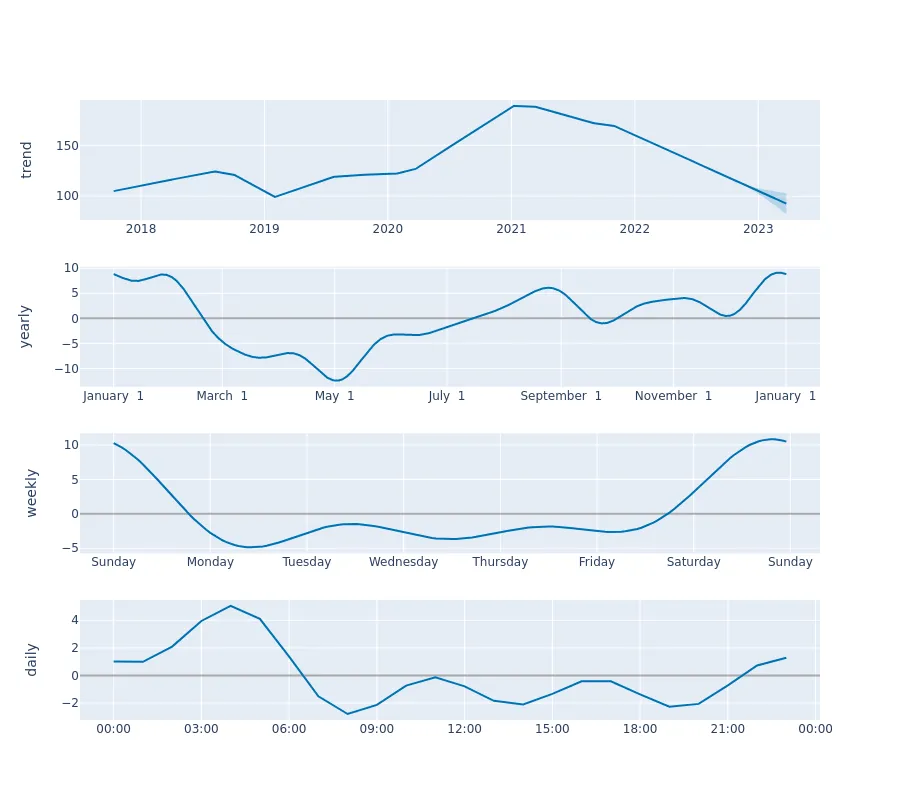 trend
150
100
2018 2019 2020 2021 2022 2023
yearly
10
5
0
−5
−10
January 1 March 1 May 1 July 1 September 1 November 1 January 1
weekly
10
5
0
−5
Sunday Monday Tuesday Wednesday Thursday Friday Saturday Sunday
daily
4
2
0
−2
00:00 03:00 06:00 09:00 12:00 15:00 18:00 21:00 00:00